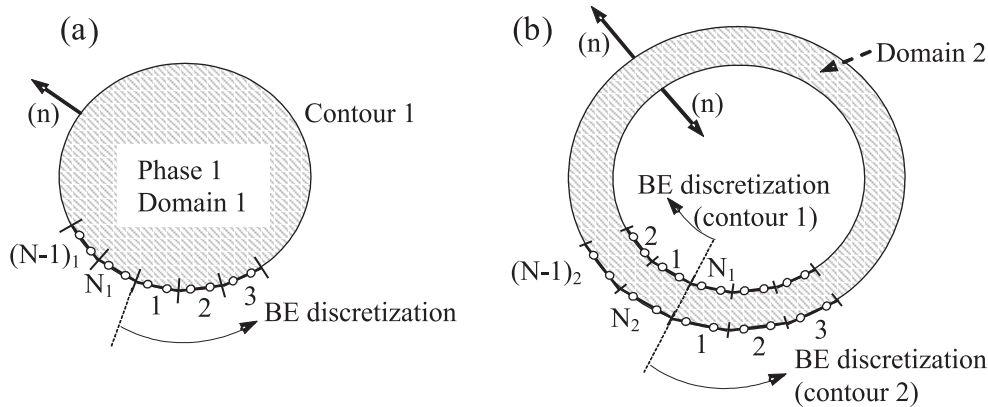 (a)
(n)
Contour 1
Phase 1
Domain 1
(N-1)₁
N₁
1
2
3
BE discretization
(b)
(n)
Domain 2
(n)
BE discretization
(contour 1)
2
1
N₁
(N-1)₂
N₂
1
2
3
BE discretization
(contour 2)